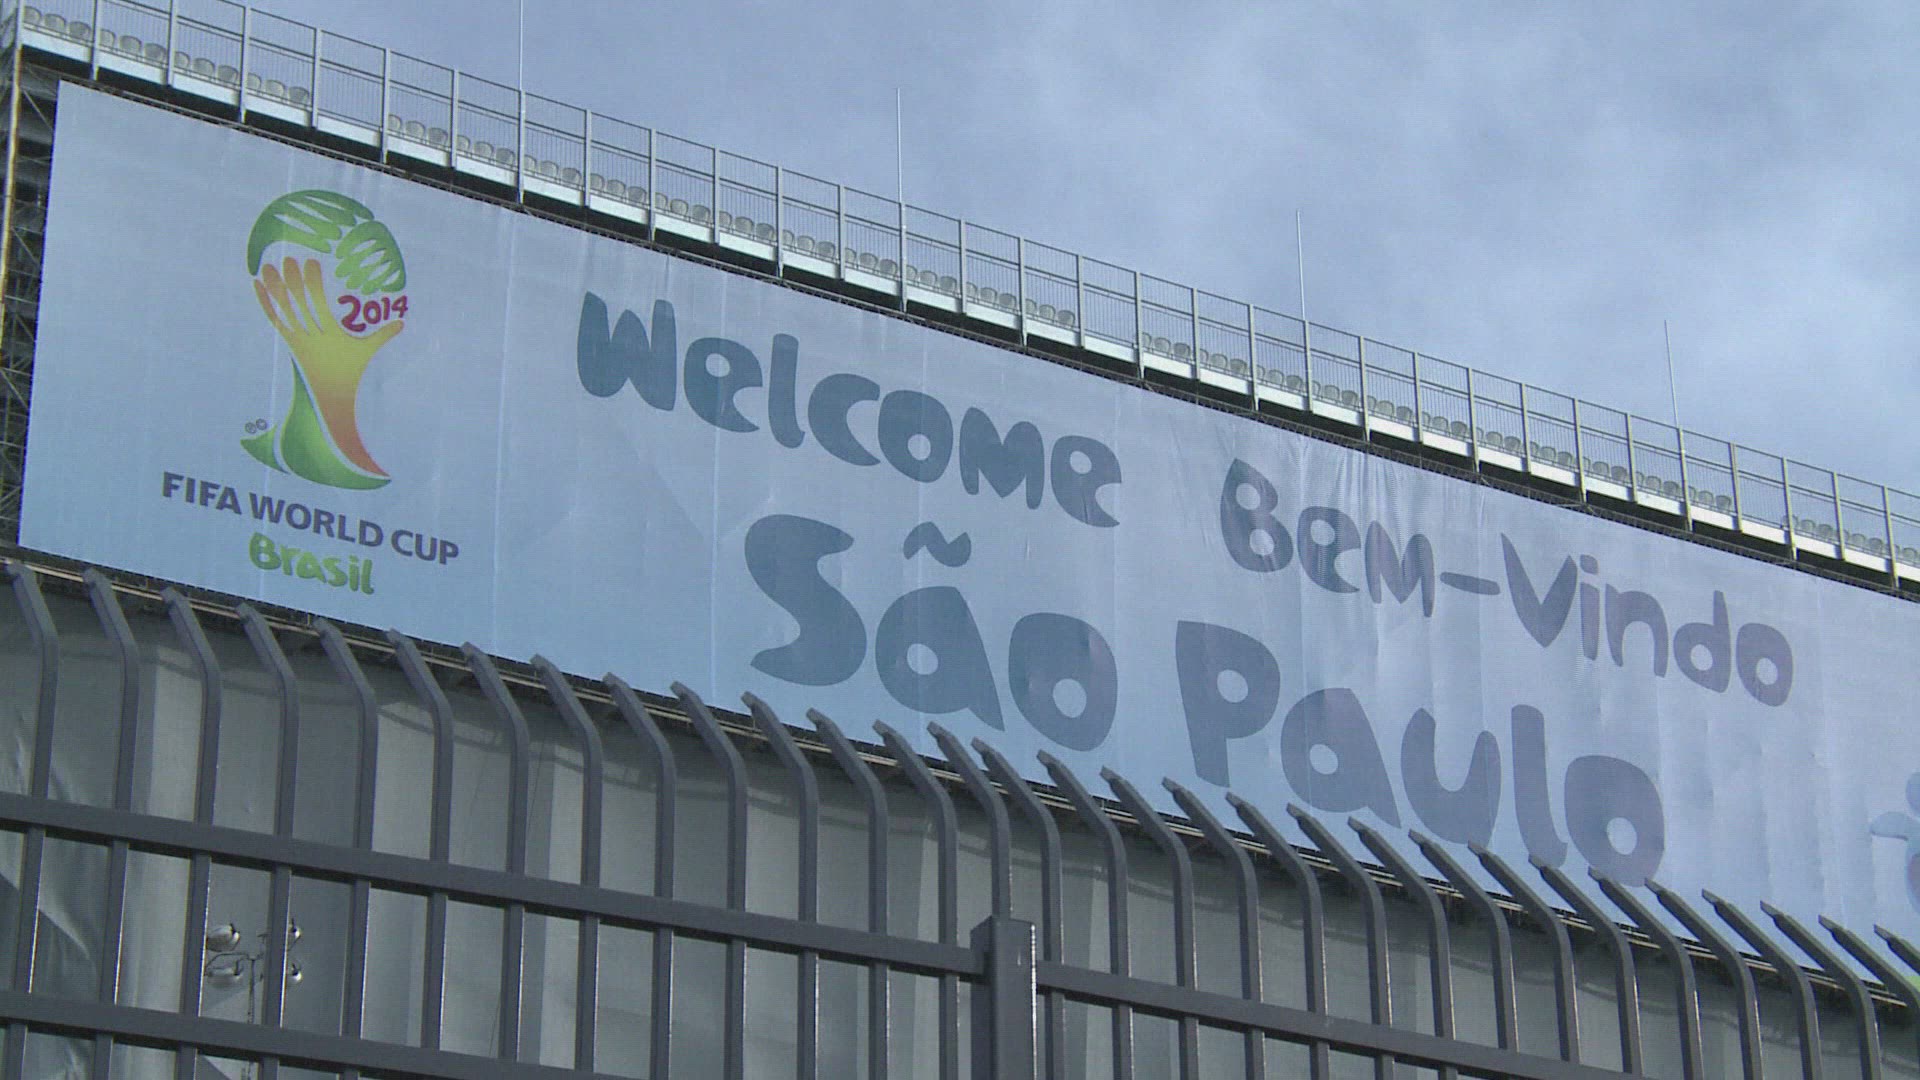 2014
FIFA WORLD CUP
Brasil
Welcome Bem-Vindo
São Paulo